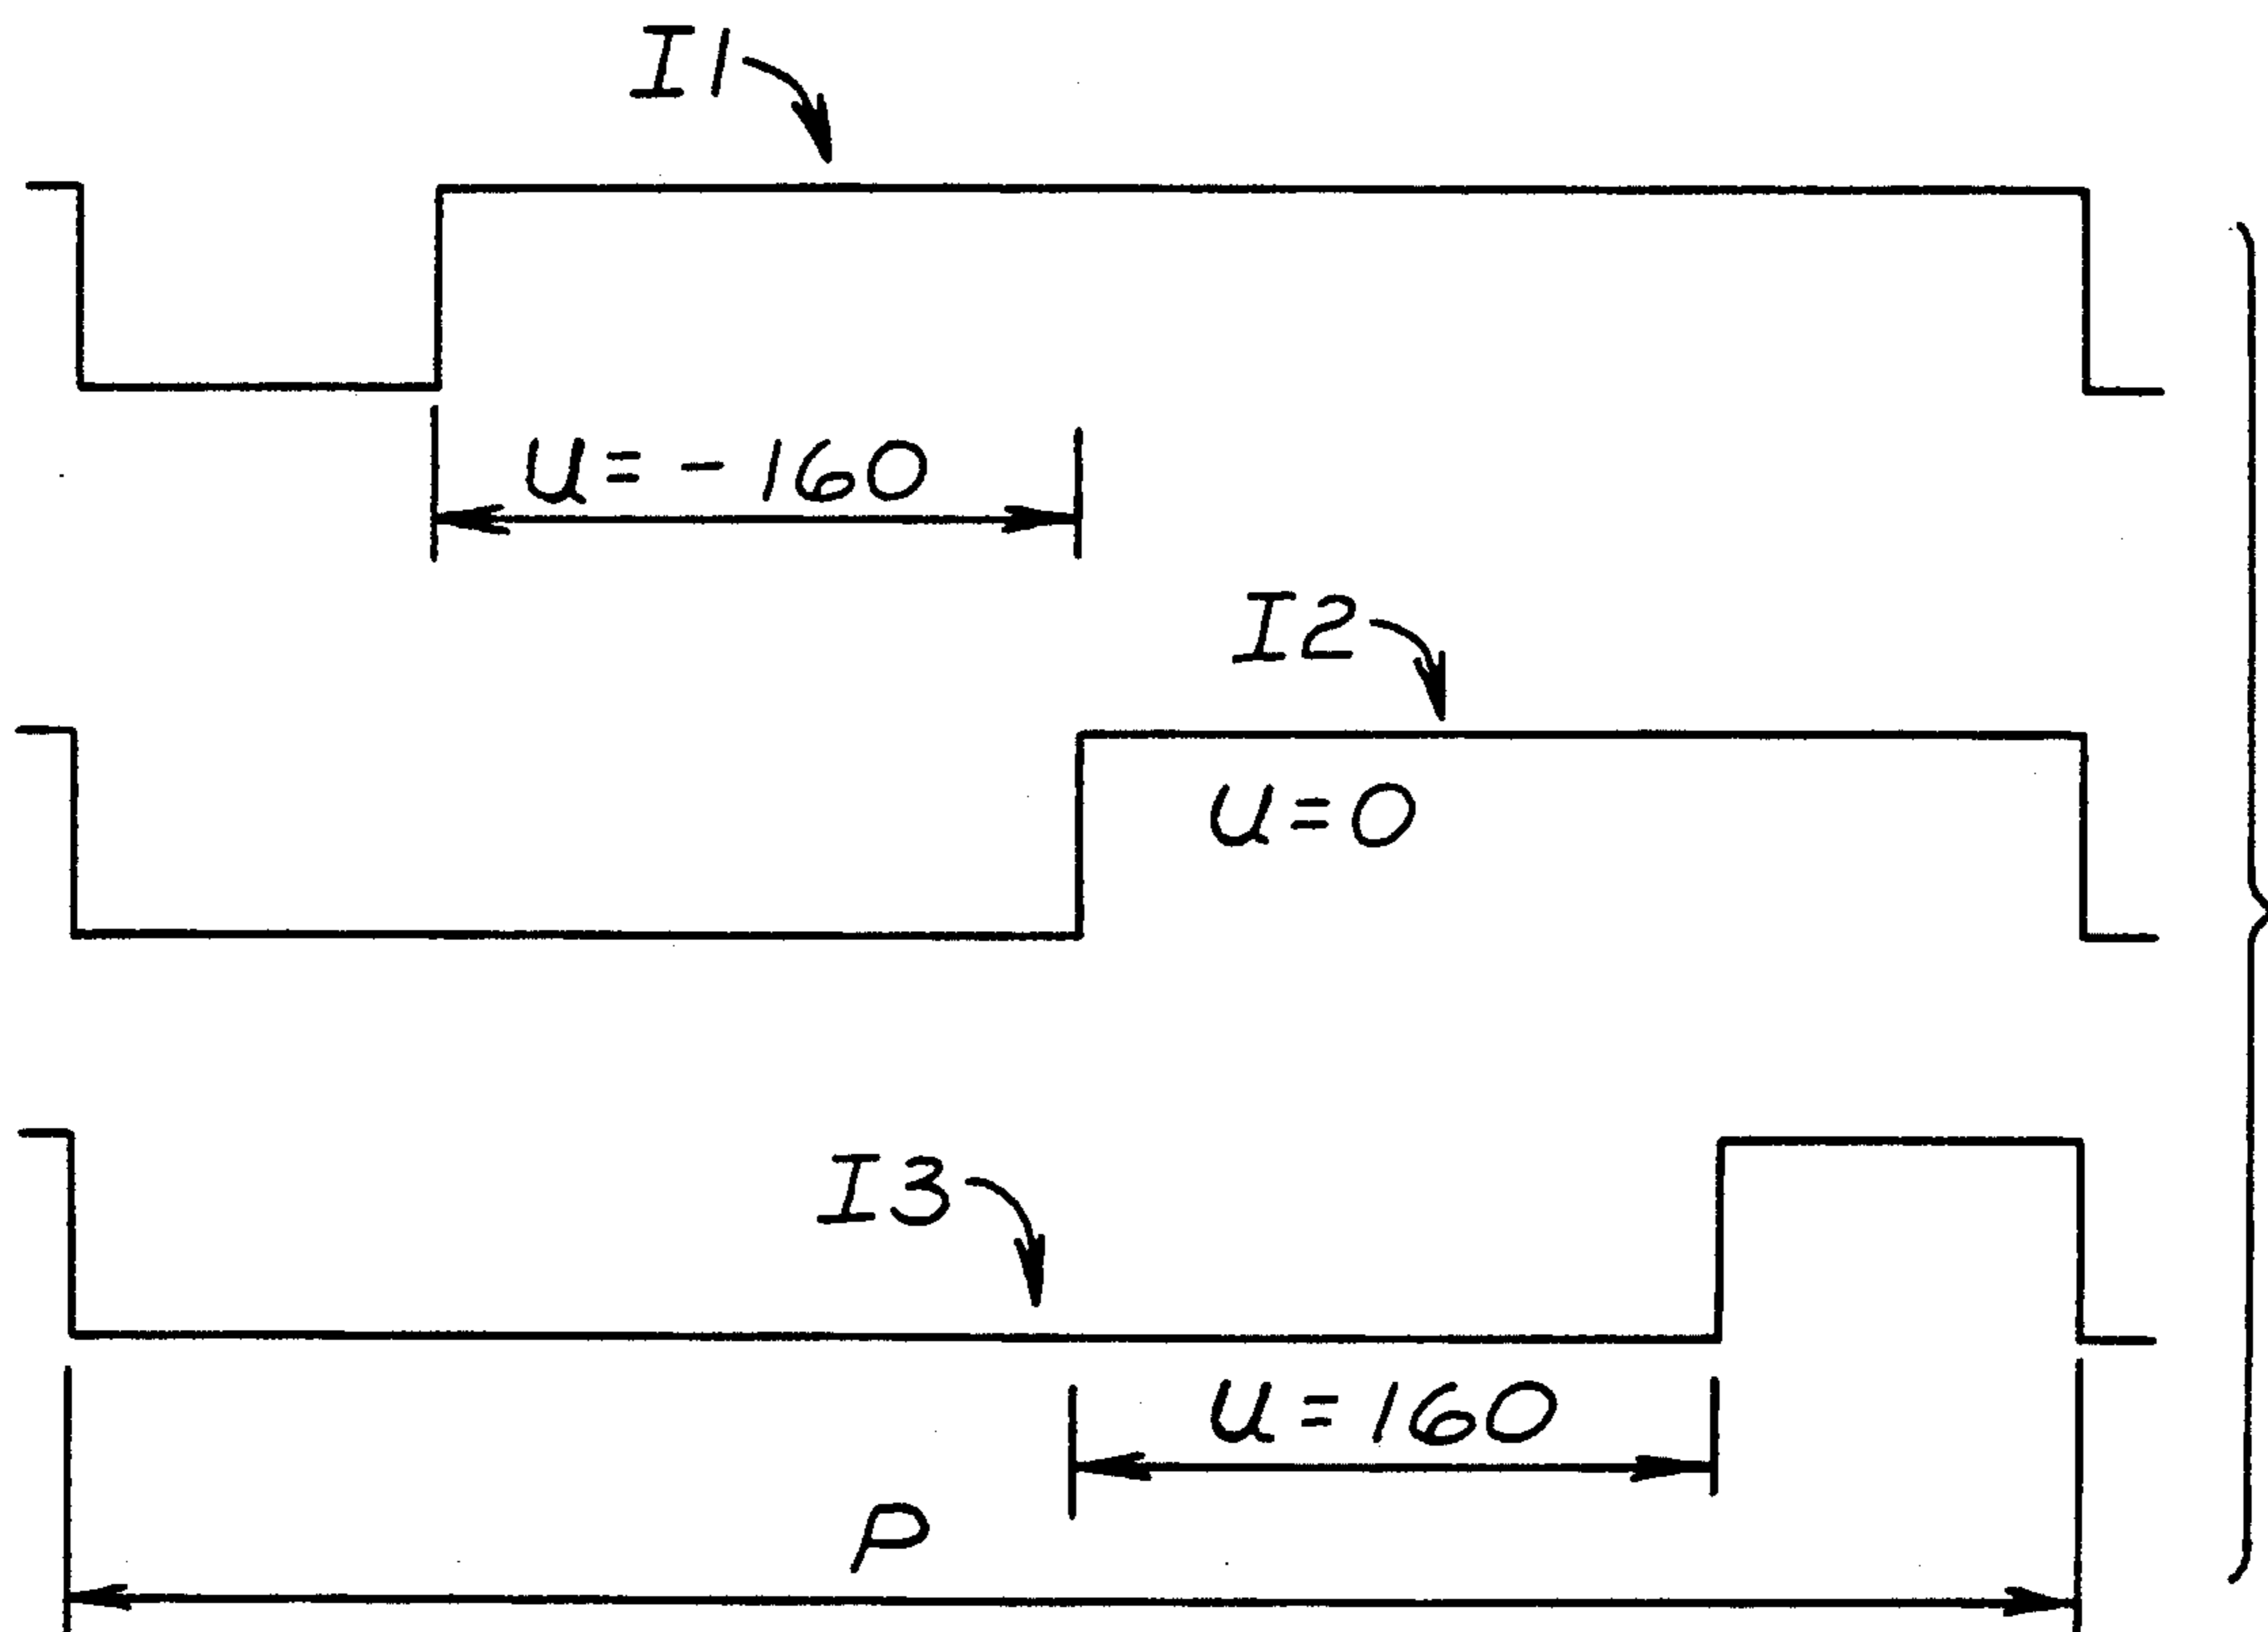 I1
u = - 160
I2
u = 0
I3
u = 160
P